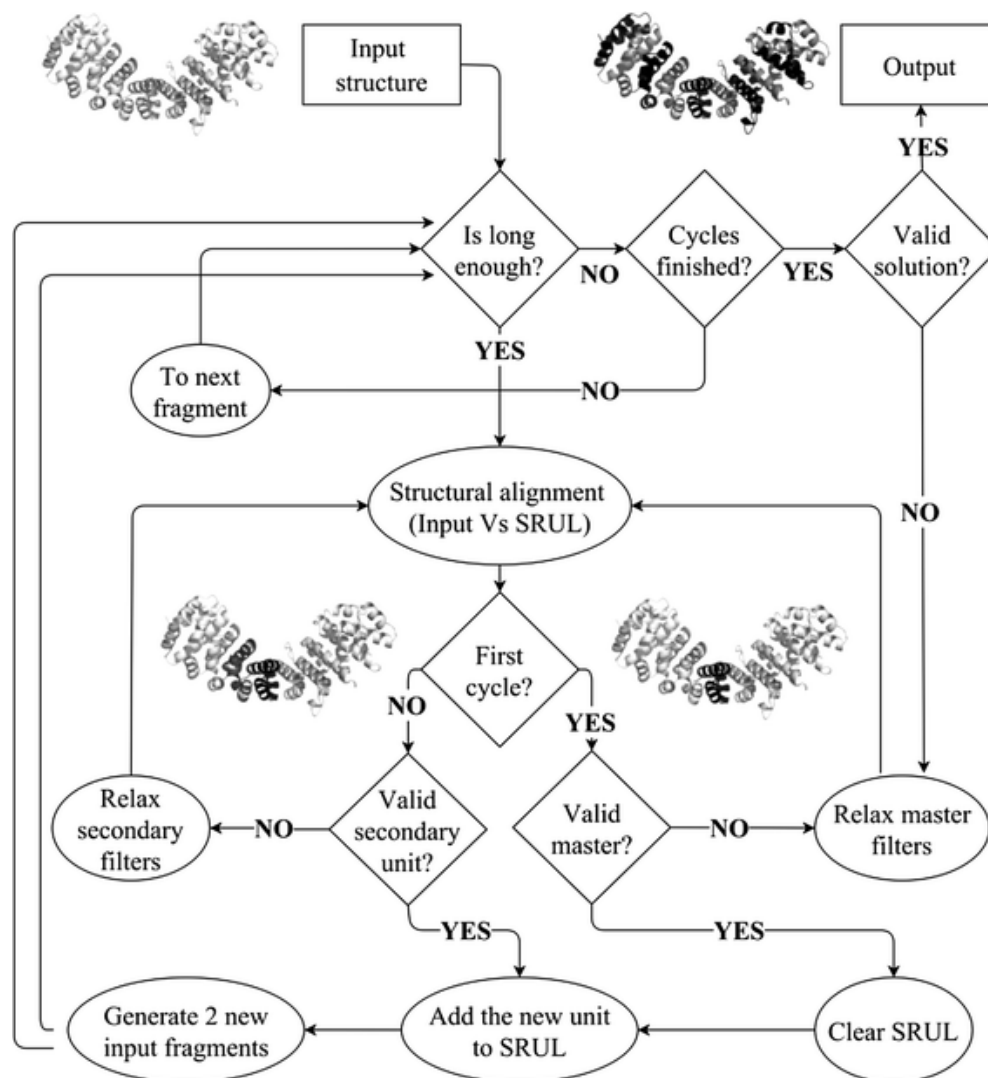 Input
structure
Output
YES
Is long
enough?
NO
Cycles
finished?
YES
Valid
solution?
YES
To next
fragment
NO
Structural alignment
(Input Vs SRUL)
NO
First
cycle?
NO
YES
Relax
secondary
filters
NO
Valid
secondary
unit?
Valid
master?
NO
Relax master
filters
YES
YES
Generate 2 new
input fragments
Add the new unit
to SRUL
Clear SRUL